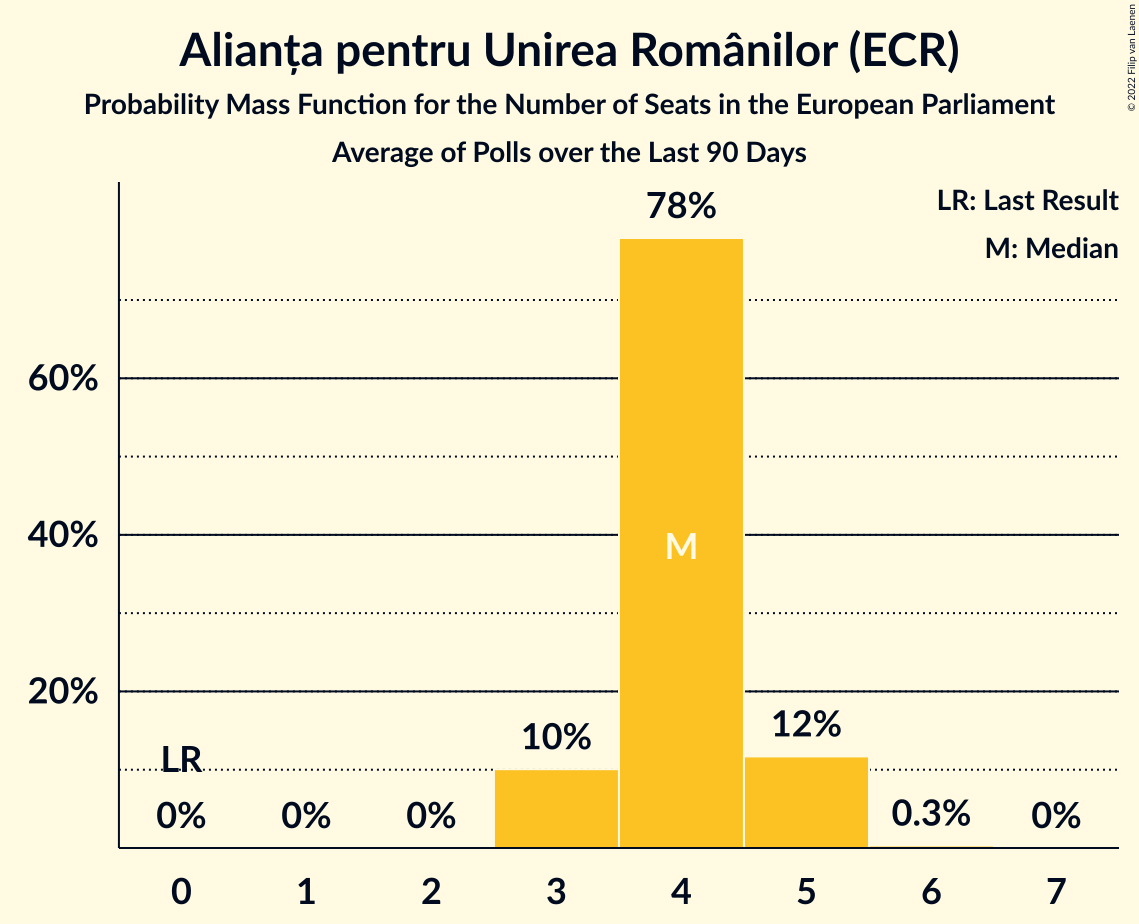 Alianța pentru Unirea Românilor (ECR)
Probability Mass Function for the Number of Seats in the European Parliament
Average of Polls over the Last 90 Days
© 2022 Filip van Laenen
LR: Last Result
M: Median
78%
60%
40%
M
20%
12%
10%
LR
0%
0%
0%
0.3%
0%
0 1 2 3 4 5 6 7